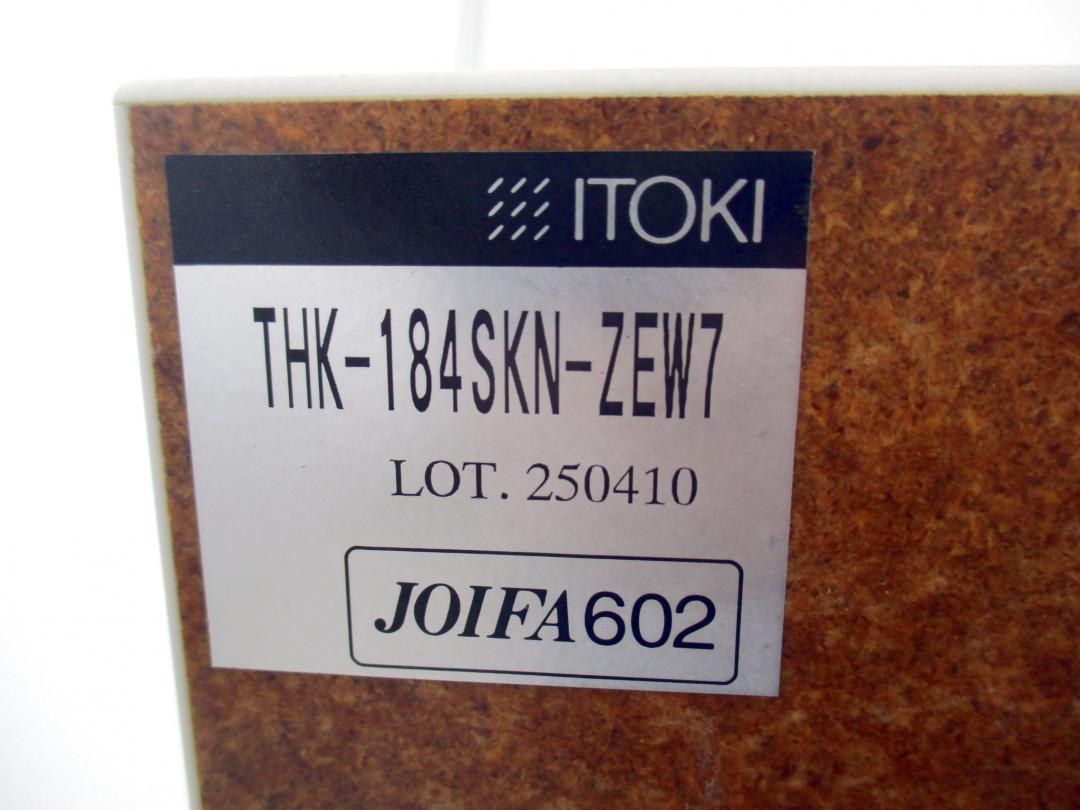 ITOKI
THK-184SKN-ZEW7
LOT. 250410
JOIFA602